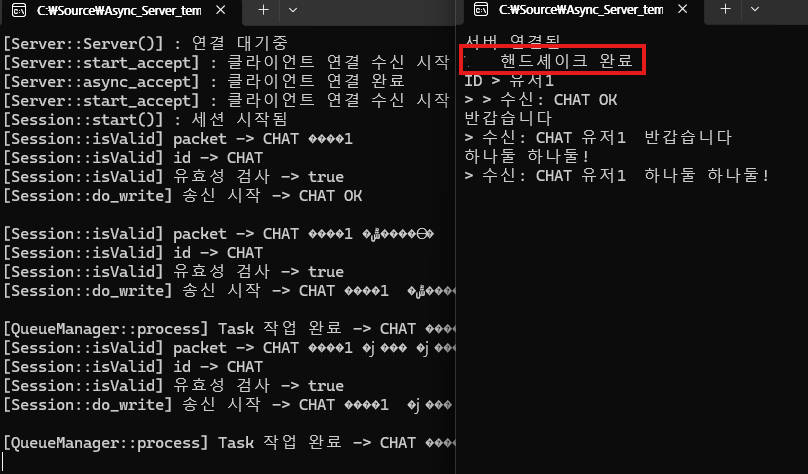 C:\Source\Async_Server_tem
[Server::Server()] : 연결 대기중
[Server::start_accept] : 클라이언트 연결 수신 시작
[Server::async_accept] : 클라이언트 연결 완료
[Server::start_accept] : 클라이언트 연결 수신 시작
[Session::start()] : 세션 시작됨
[Session::isValid] packet -> CHAT ����1
[Session::isValid] id -> CHAT
[Session::isValid] 유효성 검사 -> true
[Session::do_write] 송신 시작 -> CHAT OK
[Session::isValid] packet -> CHAT ����1
[Session::isValid] id -> CHAT
[Session::isValid] 유효성 검사 -> true
[Session::do_write] 송신 시작 -> CHAT ����1
[QueueManager::process] Task 작업 완료 -> CHAT ����
[Session::isValid] packet -> CHAT ����1 �j ��� �j ���
[Session::isValid] id -> CHAT
[Session::isValid] 유효성 검사 -> true
[Session::do_write] 송신 시작 -> CHAT ����1  �j ���
[QueueManager::process] Task 작업 완료 -> CHAT ����
C:\Source\Async_Server_tem
서버 연결됨
핸드셰이크 완료
ID > 유저1
> > 수신: CHAT OK
반갑습니다
> 수신: CHAT 유저1  반갑습니다
하나둘 하나둘!
> 수신: CHAT 유저1  하나둘 하나둘!